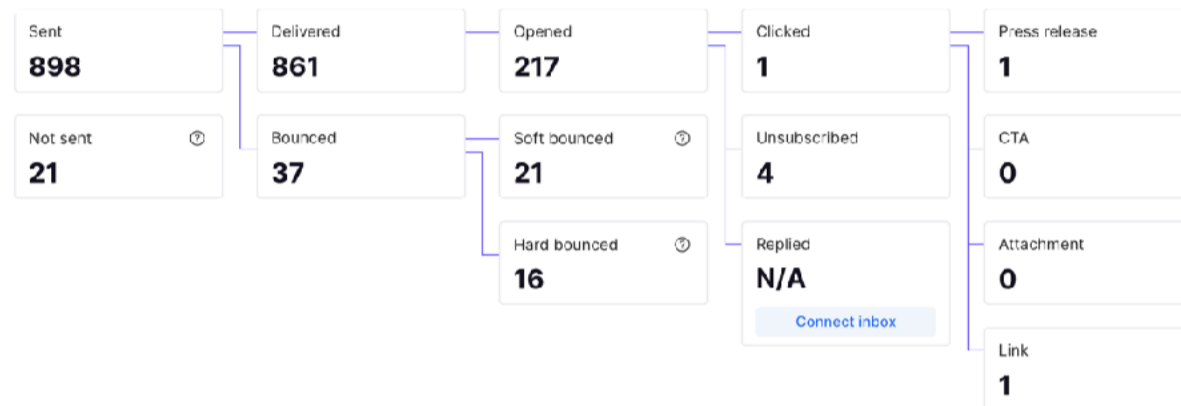 Sent
898
Delivered
861
Opened
217
Clicked
1
Press release
1
Not sent
21
Bounced
37
Soft bounced
21
Unsubscribed
4
CTA
0
Hard bounced
16
Replied
N/A
Connect inbox
Attachment
0
Link
1